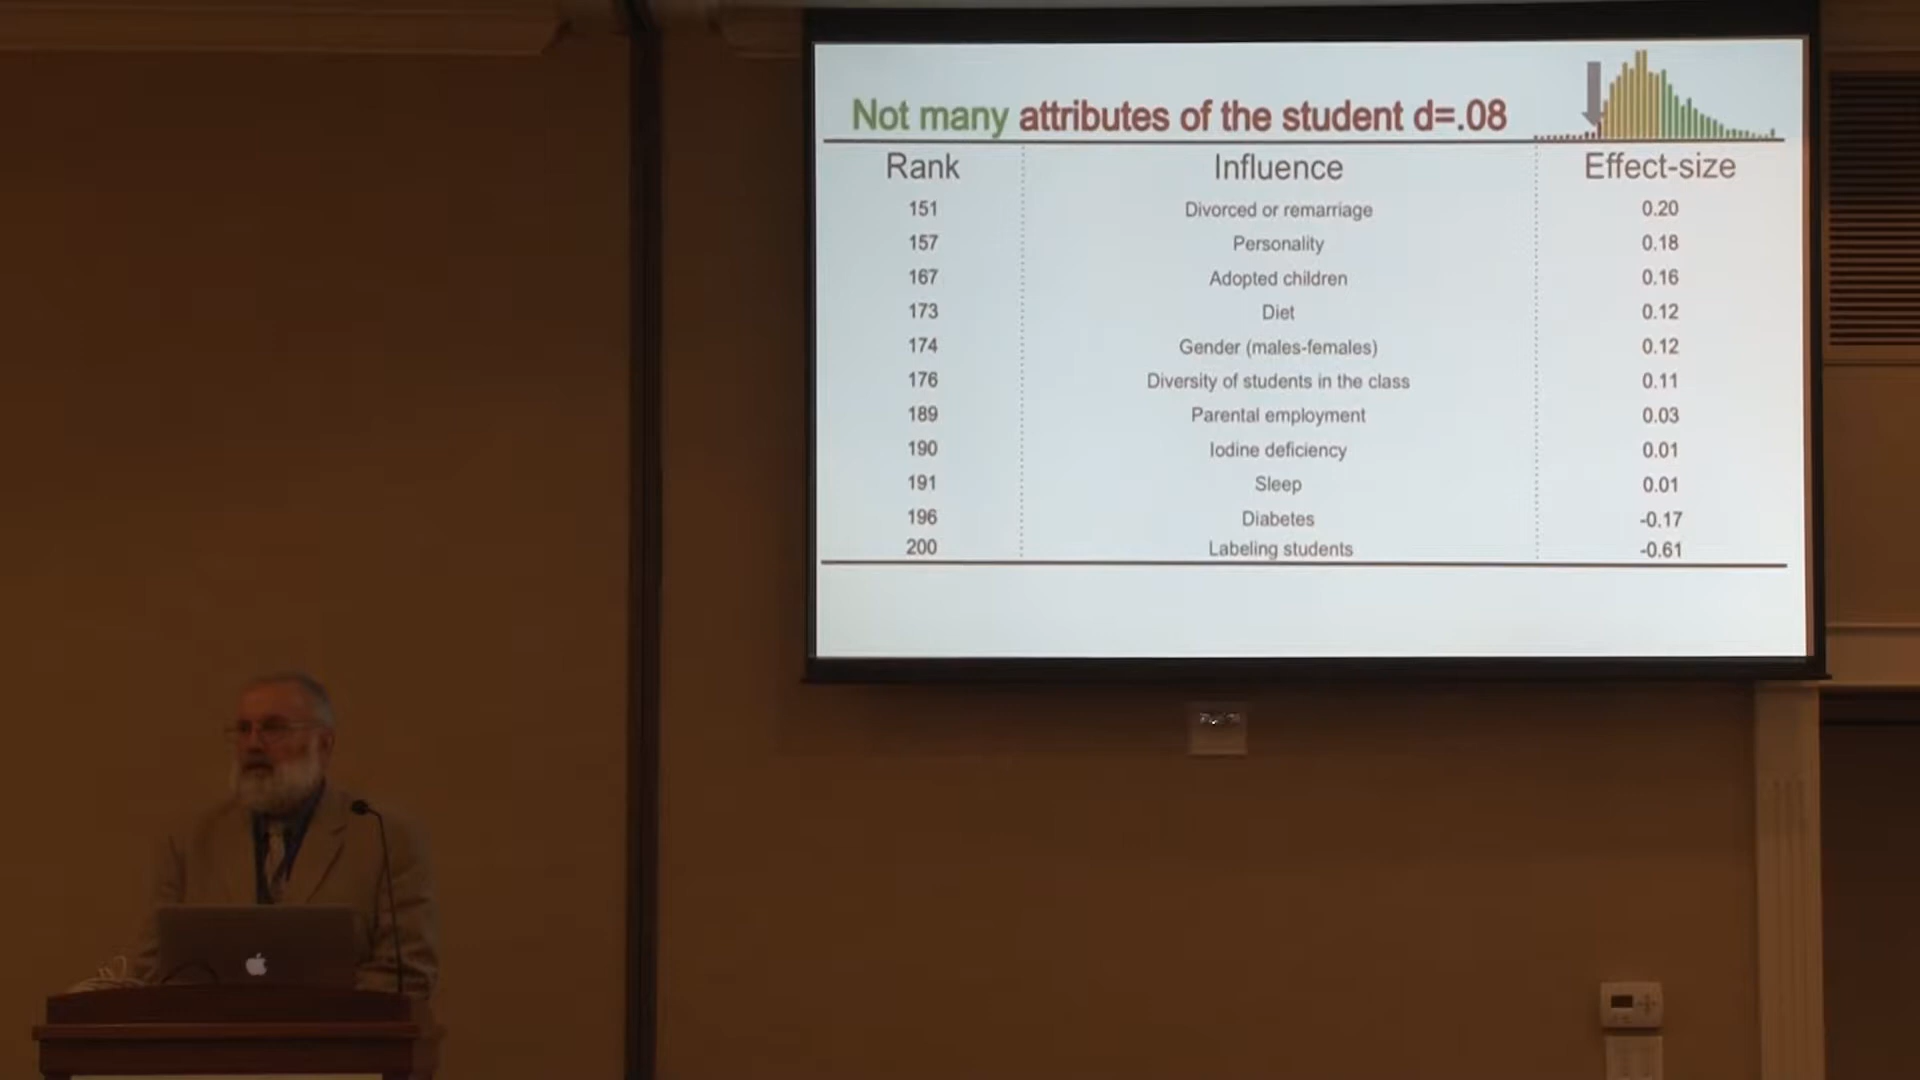 Not many attributes of the student d=.08
Rank Influence Effect-size
151 Divorced or remarriage 0.20
157 Personality 0.18
167 Adopted children 0.16
173 Diet 0.12
174 Gender (males-females) 0.12
176 Diversity of students in the class 0.11
189 Parental employment 0.03
190 Iodine deficiency 0.01
191 Sleep 0.01
196 Diabetes -0.17
200 Labeling students -0.61